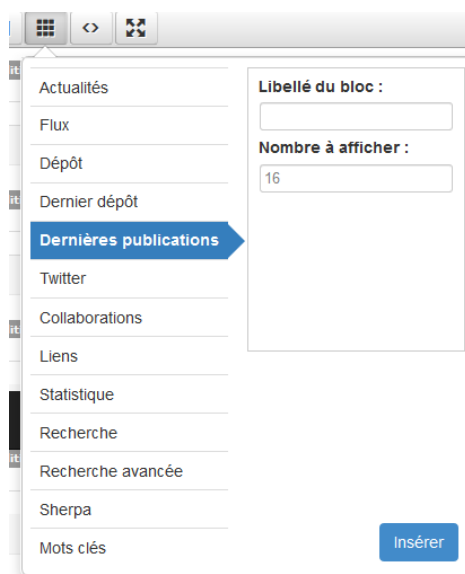 Actualités
Flux
Dépôt
Dernier dépôt
Dernières publications
Twitter
Collaborations
Liens
Statistique
Recherche
Recherche avancée
Sherpa
Mots clés
Libellé du bloc :
Nombre à afficher :
16
Insérer